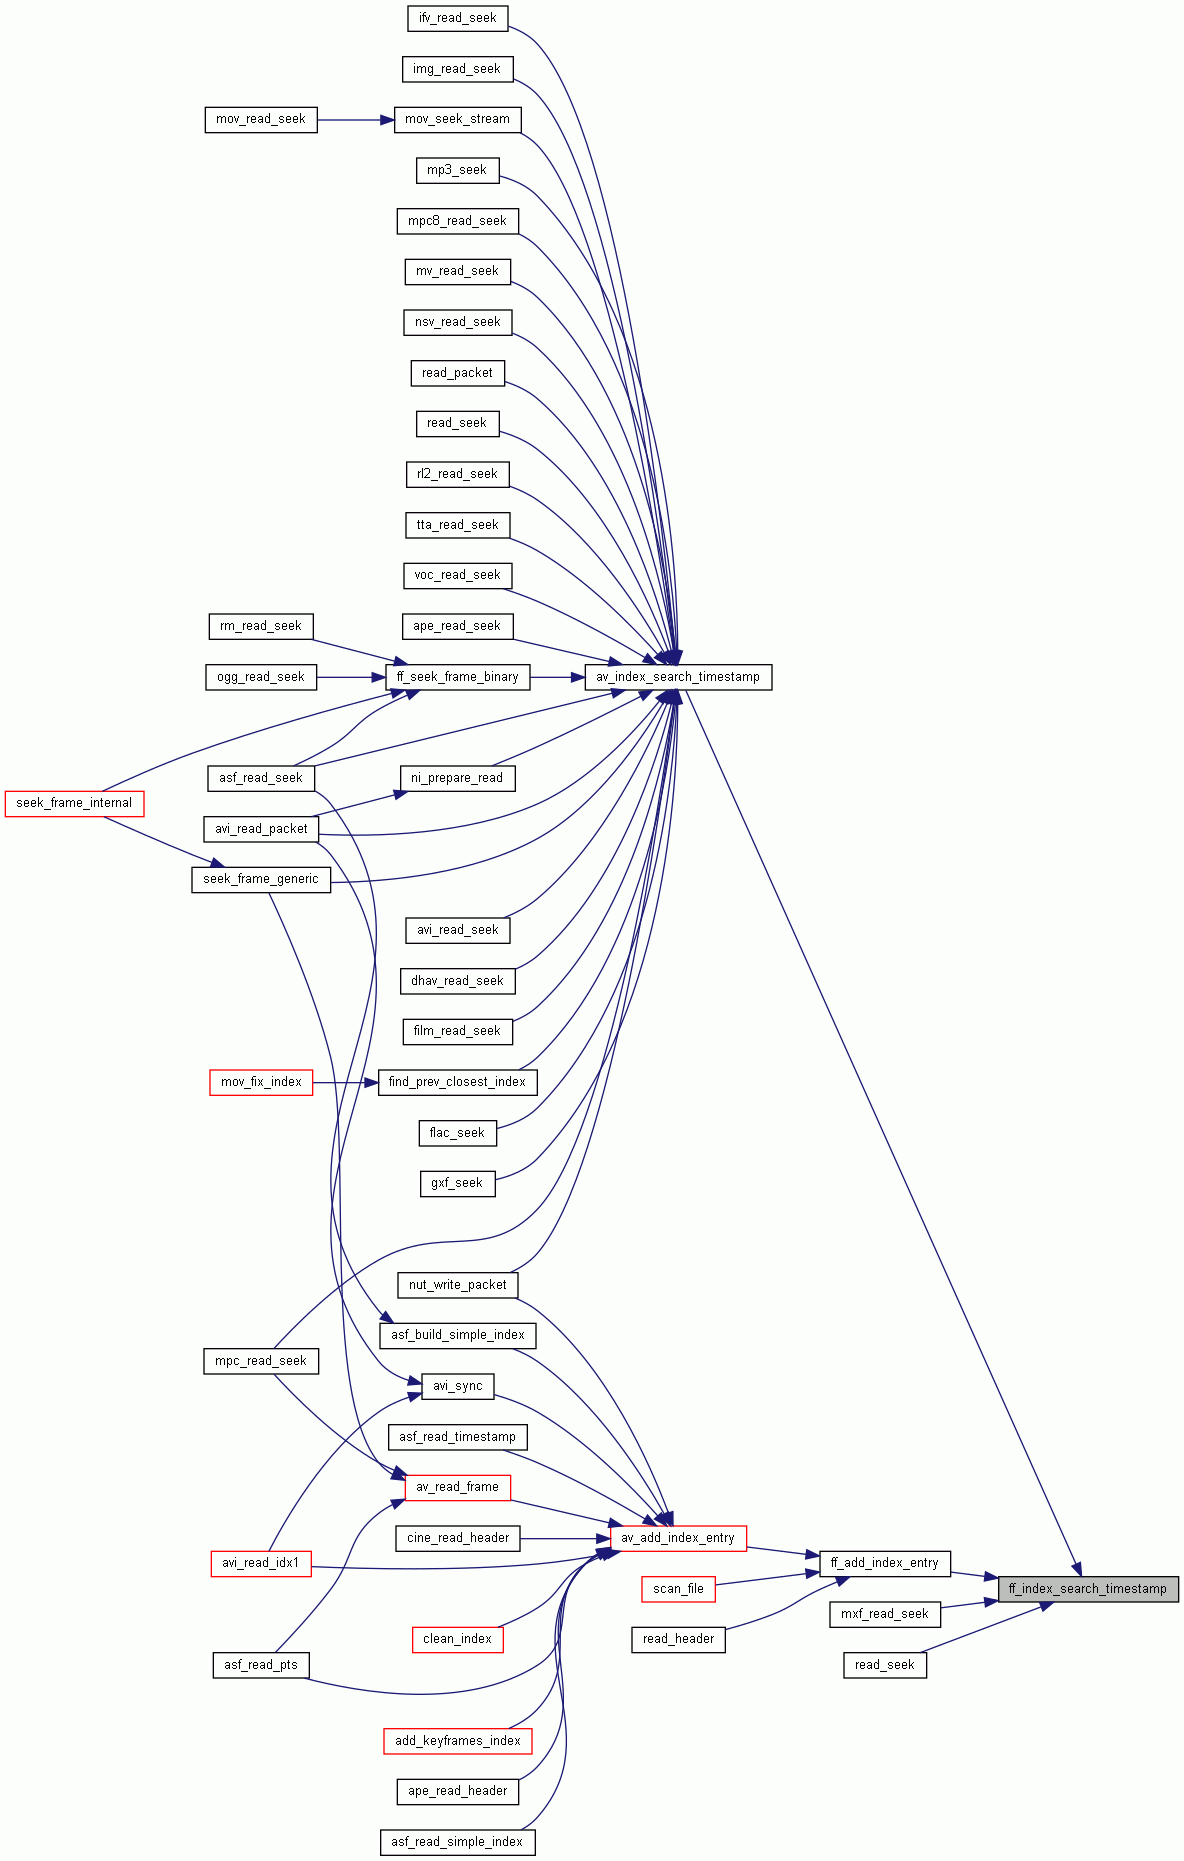 ifv_read_seek
img_read_seek
mov_read_seek
mov_seek_stream
mp3_seek
mpc8_read_seek
mv_read_seek
nsv_read_seek
read_packet
read_seek
rl2_read_seek
tta_read_seek
voc_read_seek
rm_read_seek
ape_read_seek
ogg_read_seek
ff_seek_frame_binary
av_index_search_timestamp
asf_read_seek
ni_prepare_read
seek_frame_internal
avi_read_packet
seek_frame_generic
avi_read_seek
dhav_read_seek
film_read_seek
mov_fix_index
find_prev_closest_index
flac_seek
gxf_seek
nut_write_packet
asf_build_simple_index
mpc_read_seek
avi_sync
asf_read_timestamp
av_read_frame
cine_read_header
av_add_index_entry
avi_read_idx1
ff_add_index_entry
scan_file
ff_index_search_timestamp
mxf_read_seek
clean_index
read_header
asf_read_pts
read_seek
add_keyframes_index
ape_read_header
asf_read_simple_index